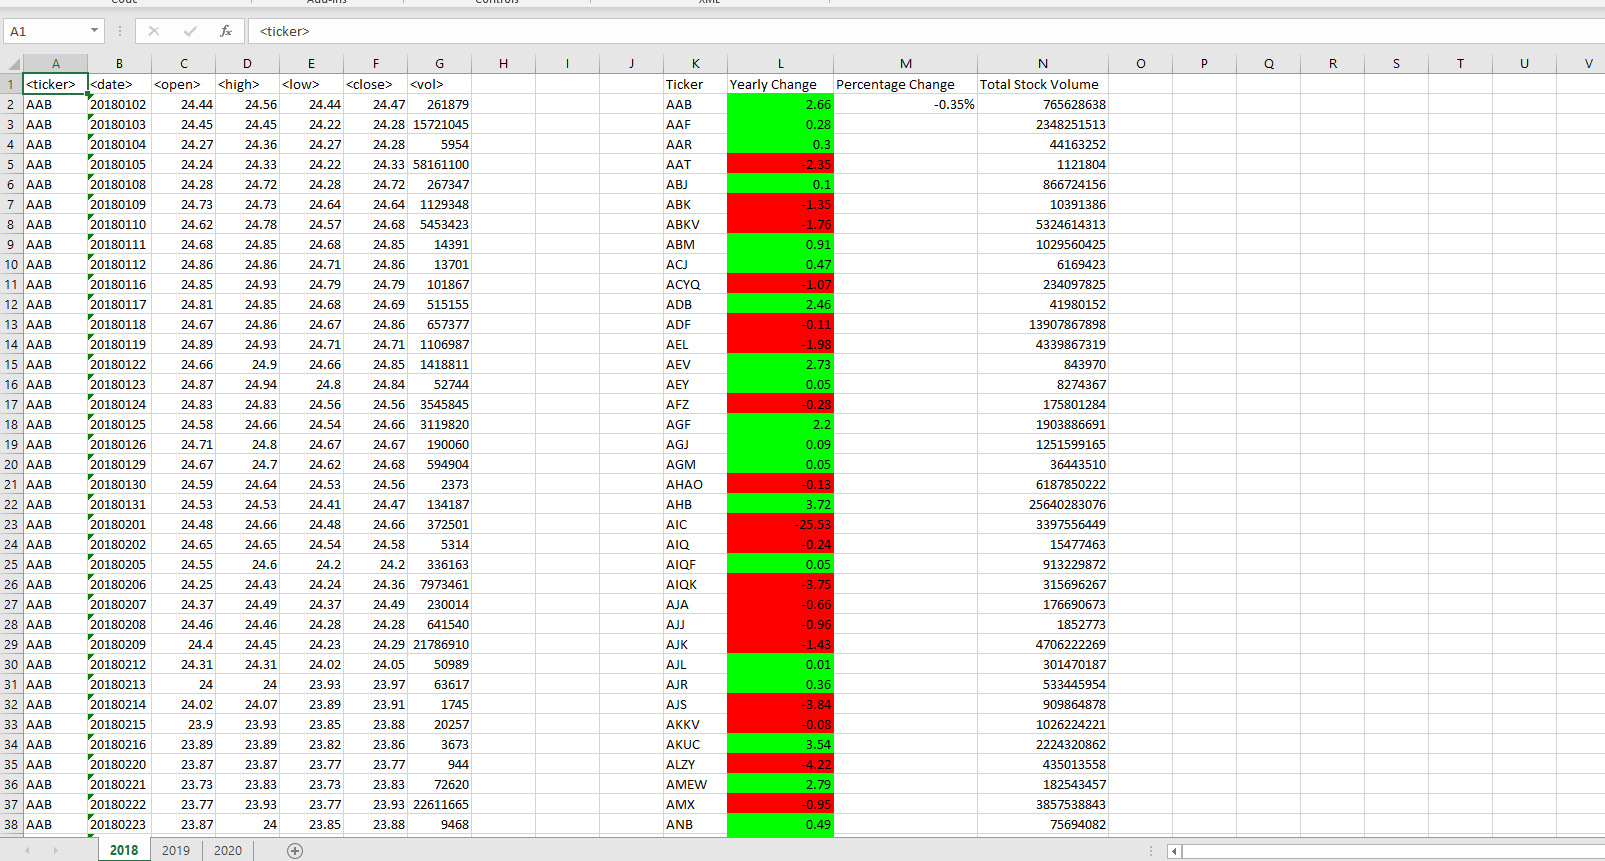 A1 fx <ticker>
A B C D E F G H I J K L M N O P Q R S T U V
1 <ticker> <date> <open> <high> <low> <close> <vol> Ticker Yearly Change Percentage Change Total Stock Volume
2 AAB 20180102 24.44 24.56 24.44 24.47 261879 AAB 2.66 -0.35% 765628638
3 AAB 20180103 24.45 24.45 24.22 24.28 15721045 AAF 0.28 2348251513
4 AAB 20180104 24.27 24.36 24.27 24.28 5954 AAR 0.3 44163252
5 AAB 20180105 24.24 24.33 24.22 24.33 58161100 AAT -2.35 1121804
6 AAB 20180108 24.28 24.72 24.28 24.72 267347 ABJ 0.1 866724156
7 AAB 20180109 24.73 24.73 24.64 24.64 1129348 ABK -1.35 10391386
8 AAB 20180110 24.62 24.78 24.57 24.68 5453423 ABKV -1.76 5324614313
9 AAB 20180111 24.68 24.85 24.68 24.85 14391 ABM 0.91 1029560425
10 AAB 20180112 24.86 24.86 24.71 24.86 13701 ACJ 0.47 6169423
11 AAB 20180116 24.85 24.93 24.79 24.79 101867 ACYQ -1.07 234097825
12 AAB 20180117 24.81 24.85 24.68 24.69 515155 ADB 2.46 41980152
13 AAB 20180118 24.67 24.86 24.67 24.86 657377 ADF -0.11 13907867898
14 AAB 20180119 24.89 24.93 24.71 24.71 1106987 AEL -1.98 4339867319
15 AAB 20180122 24.66 24.9 24.66 24.85 1418811 AEV 2.73 843970
16 AAB 20180123 24.87 24.94 24.8 24.84 52744 AEY 0.05 8274367
17 AAB 20180124 24.83 24.83 24.56 24.56 3545845 AFZ -0.28 175801284
18 AAB 20180125 24.58 24.66 24.54 24.66 3119820 AGF 2.2 1903886691
19 AAB 20180126 24.71 24.8 24.67 24.67 190060 AGJ 0.09 1251599165
20 AAB 20180129 24.67 24.7 24.62 24.68 594904 AGM 0.05 36443510
21 AAB 20180130 24.59 24.64 24.53 24.56 2373 AHAO -0.13 6187850222
22 AAB 20180131 24.53 24.53 24.41 24.47 134187 AHB 3.72 25640283076
23 AAB 20180201 24.48 24.66 24.48 24.66 372501 AIC -25.53 3397556449
24 AAB 20180202 24.65 24.65 24.54 24.58 5314 AIQ -0.24 15477463
25 AAB 20180205 24.55 24.6 24.2 24.2 336163 AIQF 0.05 913229872
26 AAB 20180206 24.25 24.43 24.24 24.36 7973461 AIQK -3.75 315696267
27 AAB 20180207 24.37 24.49 24.37 24.49 230014 AJA -0.66 176690673
28 AAB 20180208 24.46 24.46 24.28 24.28 641540 AJJ -0.96 1852773
29 AAB 20180209 24.4 24.45 24.23 24.29 21786910 AJK -1.43 4706222269
30 AAB 20180212 24.31 24.31 24.02 24.05 50989 AJL 0.01 301470187
31 AAB 20180213 24 24 23.93 23.97 63617 AJR 0.36 533445954
32 AAB 20180214 24.02 24.07 23.89 23.91 1745 AJS -3.84 909864878
33 AAB 20180215 23.9 23.93 23.85 23.88 20257 AKKV -0.08 1026224221
34 AAB 20180216 23.89 23.89 23.82 23.86 3673 AKUC 3.54 2224320862
35 AAB 20180220 23.87 23.87 23.77 23.77 944 ALZY -4.22 435013558
36 AAB 20180221 23.73 23.83 23.73 23.83 72620 AMEW 2.79 182543457
37 AAB 20180222 23.77 23.93 23.77 23.93 22611665 AMX -0.95 3857538843
38 AAB 20180223 23.87 24 23.85 23.88 9468 ANB 0.49 75694082
2018 2019 2020